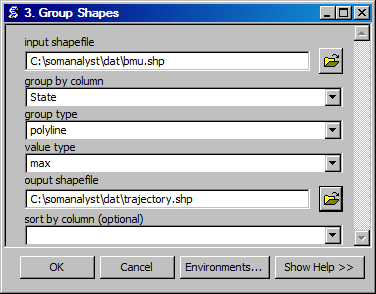 3. Group Shapes
input shapefile
C:\somanalyst\dat\bmu.shp
group by column
State
group type
polyline
value type
max
ouput shapefile
C:\somanalyst\dat\trajectory.shp
sort by column (optional)
OK Cancel Environments... Show Help >>